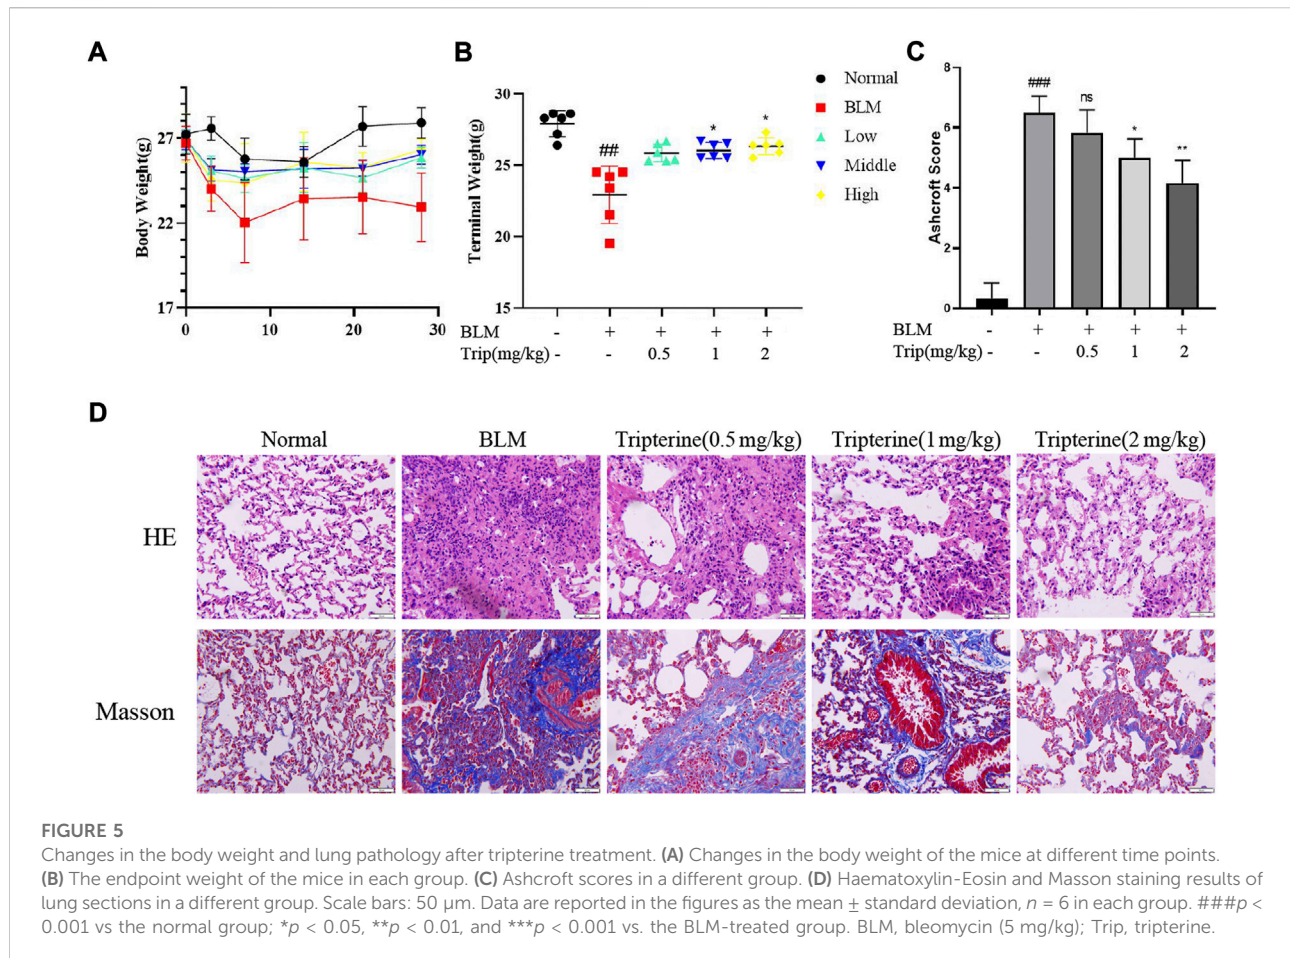 A
Body Weight(g)
27
22
17
0
10
20
30
B
Terminal Weight(g)
30
25
20
15
##
*
*
BLM - + + + +
Trip(mg/kg) - - 0.5 1 2
Normal
BLM
Low
Middle
High
C
Ashcroft Score
8
6
4
2
0
###
ns
*
**
BLM - + + + +
Trip(mg/kg) - - 0.5 1 2
D
Normal BLM Tripterine(0.5 mg/kg) Tripterine(1 mg/kg) Tripterine(2 mg/kg)
HE
Masson
FIGURE 5
Changes in the body weight and lung pathology after tripterine treatment. (A) Changes in the body weight of the mice at different time points.
(B) The endpoint weight of the mice in each group. (C) Ashcroft scores in a different group. (D) Haematoxylin-Eosin and Masson staining results of
lung sections in a different group. Scale bars: 50 μm. Data are reported in the figures as the mean ± standard deviation, n = 6 in each group. ###p <
0.001 vs the normal group; *p < 0.05, **p < 0.01, and ***p < 0.001 vs. the BLM-treated group. BLM, bleomycin (5 mg/kg); Trip, tripterine.